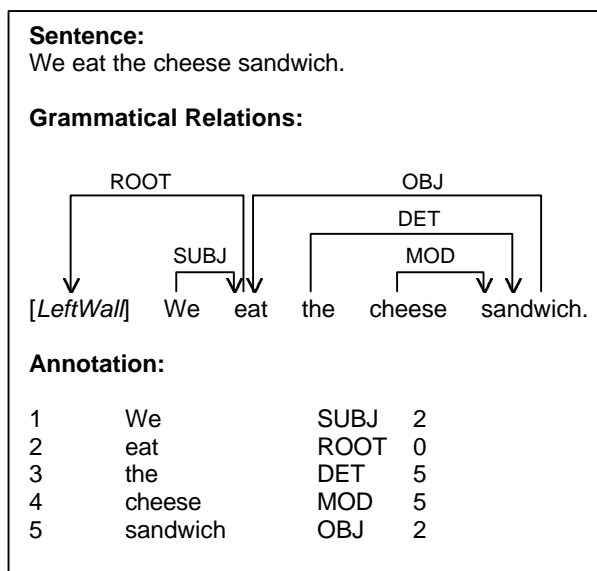 Sentence:
We eat the cheese sandwich.
Grammatical Relations:
ROOT OBJ
DET
SUBJ MOD
[LeftWall] We eat the cheese sandwich.
Annotation:
1 We SUBJ 2
2 eat ROOT 0
3 the DET 5
4 cheese MOD 5
5 sandwich OBJ 2